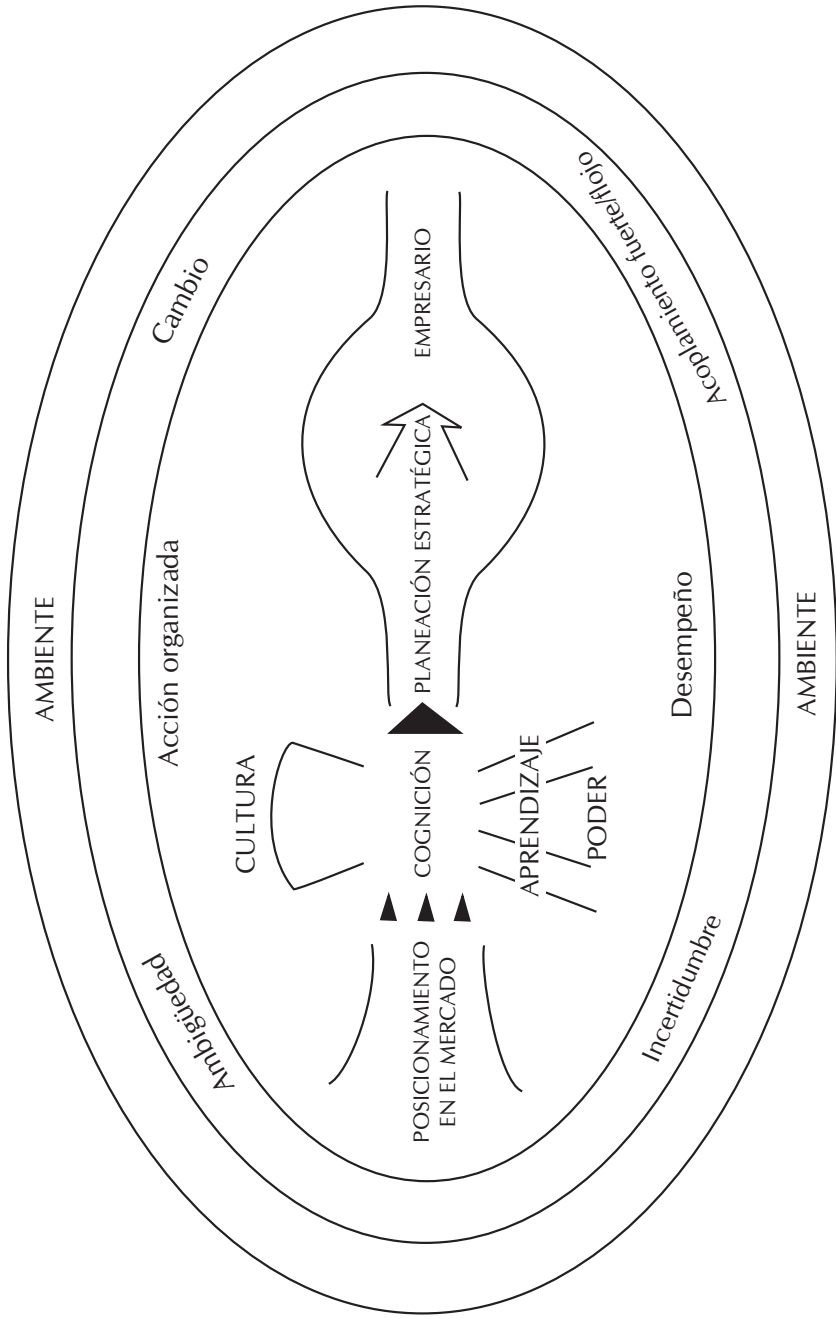 AMBIENTE
Cambio
Acción organizada
Ambigüedad
CULTURA
POSICIONAMIENTO
EN EL MERCADO
COGNICIÓN
PLANEACIÓN ESTRATÉGICA
EMPRESARIO
APRENDIZAJE
PODER
Incertidumbre
Desempeño
Acoplamiento fuerte/flojo
AMBIENTE